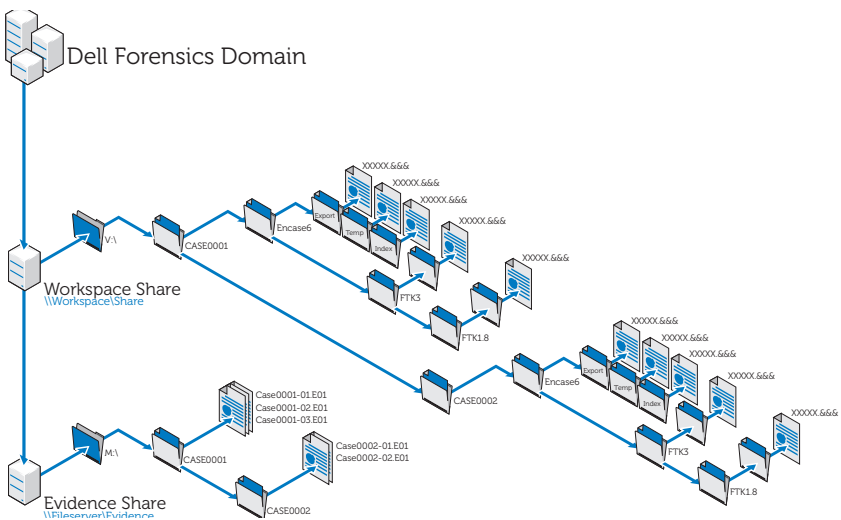 Dell Forensics Domain
XXXXX.&&&
XXXXX.&&&
XXXXX.&&&
XXXXX.&&&
Export
Temp
Index
Encase6
V:\
CASE0001
XXXXX.&&&
FTK3
Workspace Share
\\Workspace\Share
FTK1.8
XXXXX.&&&
XXXXX.&&&
XXXXX.&&&
XXXXX.&&&
Export
Temp
Index
Encase6
CASE0002
Case0001-01.E01
Case0001-02.E01
Case0001-03.E01
XXXXX.&&&
M:\
CASE0001
Case0002-01.E01
Case0002-02.E01
FTK3
FTK1.8
Evidence Share
\\Fileserver\Evidence
CASE0002